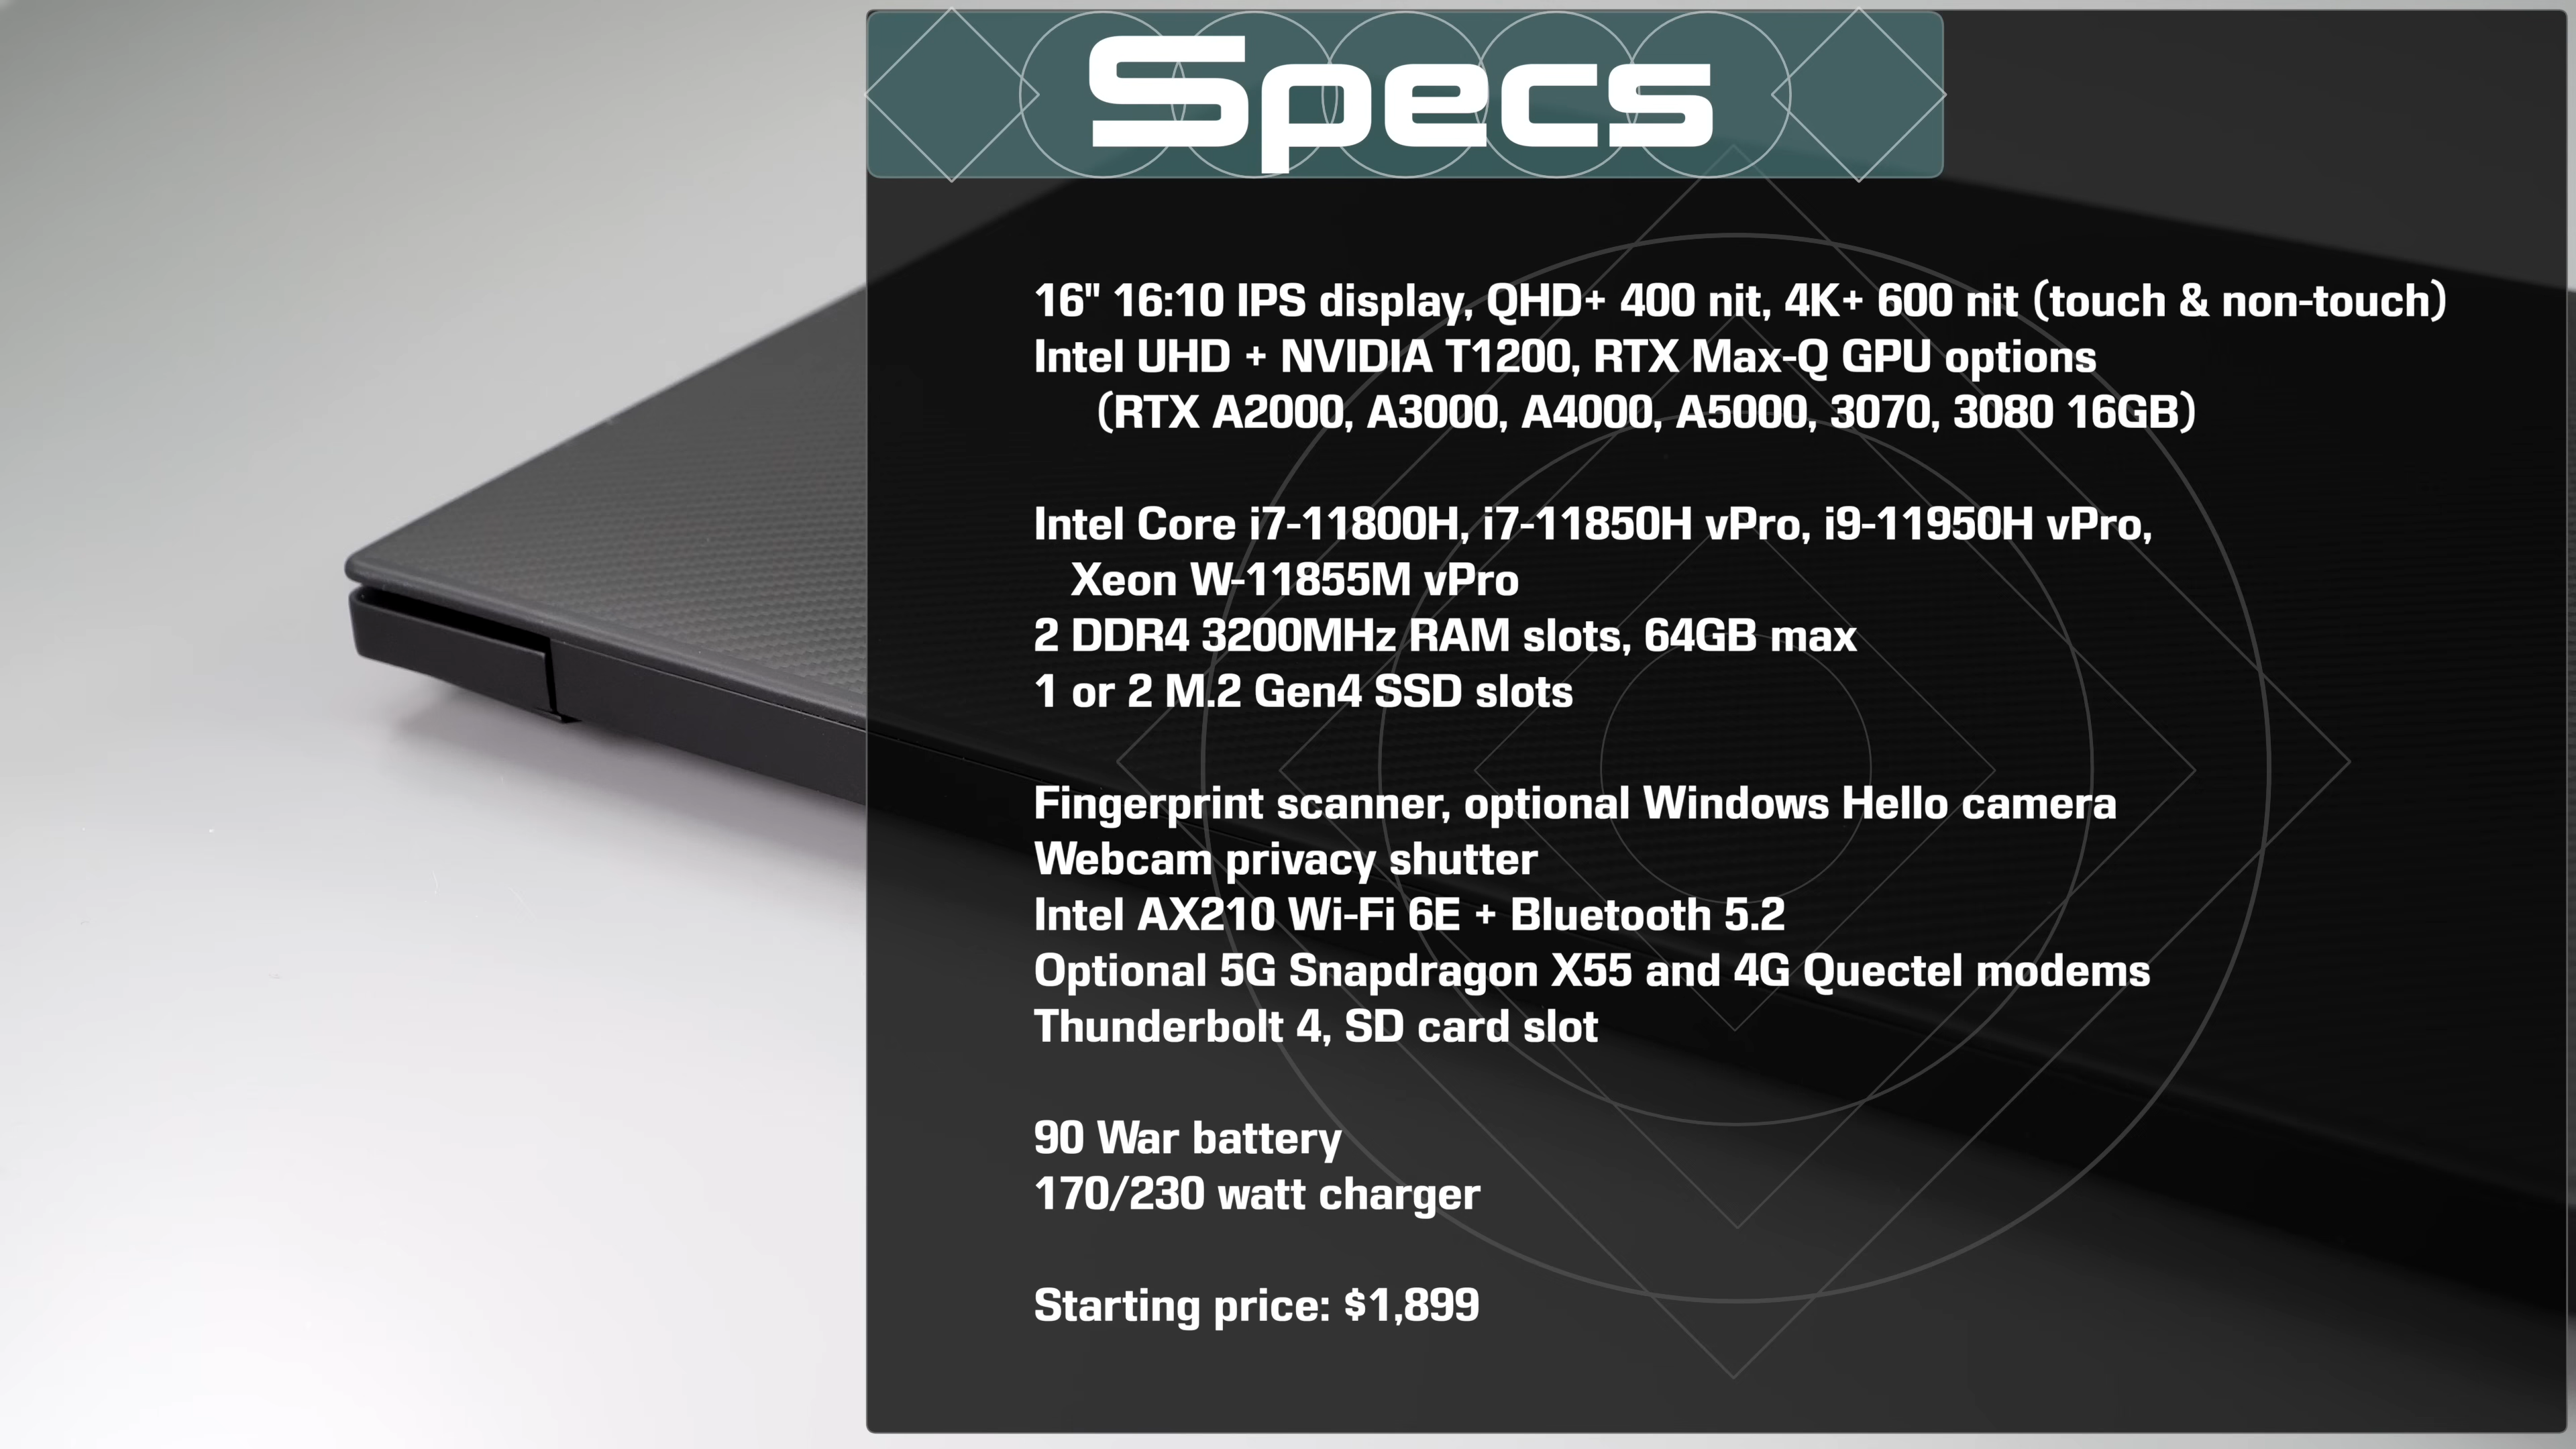 Specs
16" 16:10 IPS display, QHD+ 400 nit, 4K+ 600 nit (touch & non-touch)
Intel UHD + NVIDIA T1200, RTX Max-Q GPU options
(RTX A2000, A3000, A4000, A5000, 3070, 3080 16GB)
Intel Core i7-11800H, i7-11850H vPro, i9-11950H vPro,
Xeon W-11855M vPro
2 DDR4 3200MHz RAM slots, 64GB max
1 or 2 M.2 Gen4 SSD slots
Fingerprint scanner, optional Windows Hello camera
Webcam privacy shutter
Intel AX210 Wi-Fi 6E + Bluetooth 5.2
Optional 5G Snapdragon X55 and 4G Quectel modems
Thunderbolt 4, SD card slot
90 War battery
170/230 watt charger
Starting price: $1,899